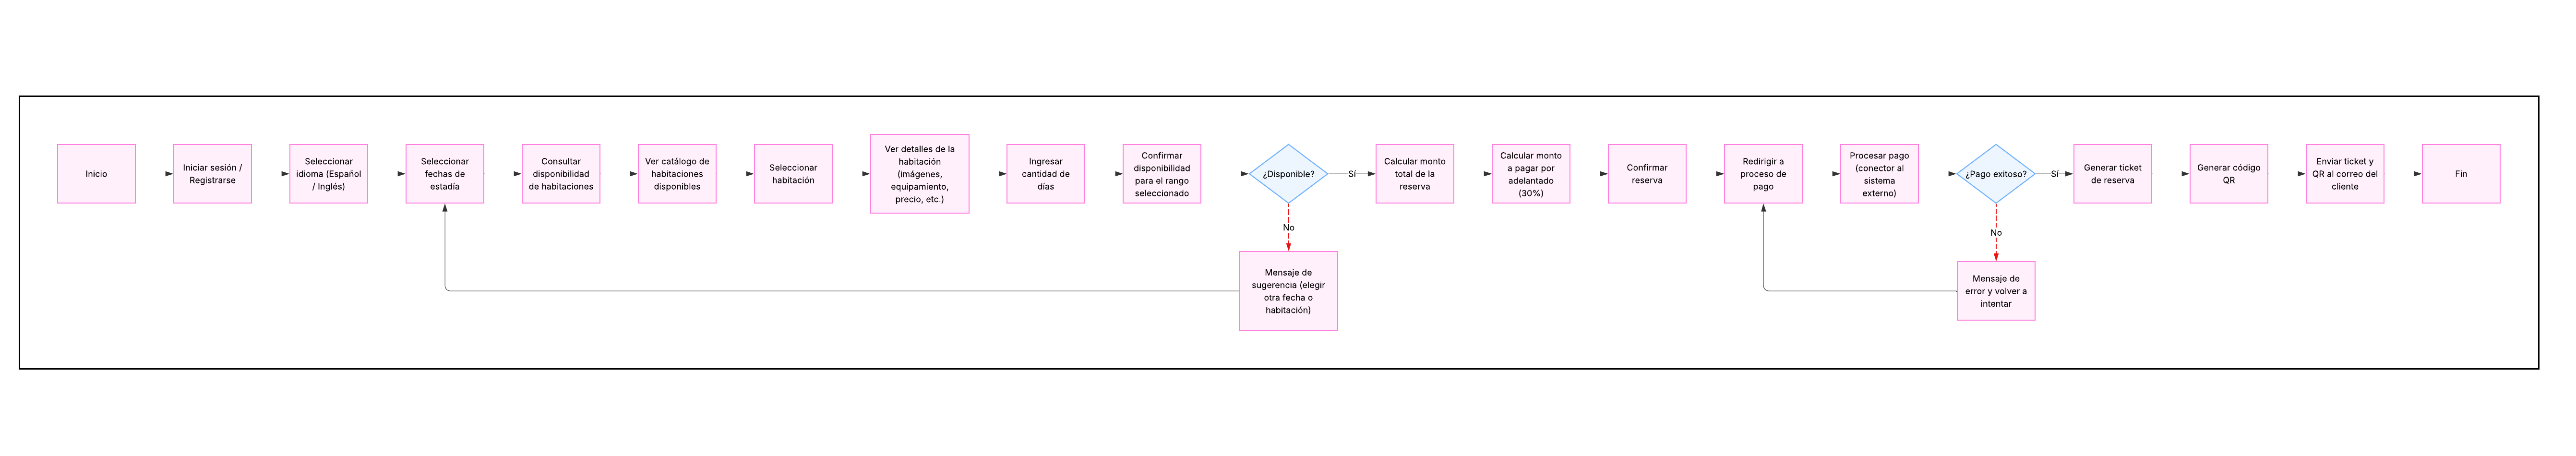 Inicio
Iniciar sesión /
Registrarse
Seleccionar
idioma (Español
/ Inglés)
Seleccionar
fechas de
estadía
Consultar
disponibilidad
de habitaciones
Ver catálogo de
habitaciones
disponibles
Seleccionar
habitación
Ver detalles de la
habitación
(imágenes,
equipamiento,
precio, etc.)
Ingresar
cantidad de
días
Confirmar
disponibilidad
para el rango
seleccionado
¿Disponible?
Sí
Calcular monto
total de la
reserva
Calcular monto
a pagar por
adelantado
(30%)
Confirmar
reserva
Redirigir a
proceso de
pago
Procesar pago
(conector al
sistema
externo)
¿Pago exitoso?
Sí
Generar ticket
de reserva
Generar código
QR
Enviar ticket y
QR al correo del
cliente
Fin
No
Mensaje de
sugerencia (elegir
otra fecha o
habitación)
No
Mensaje de
error y volver a
intentar